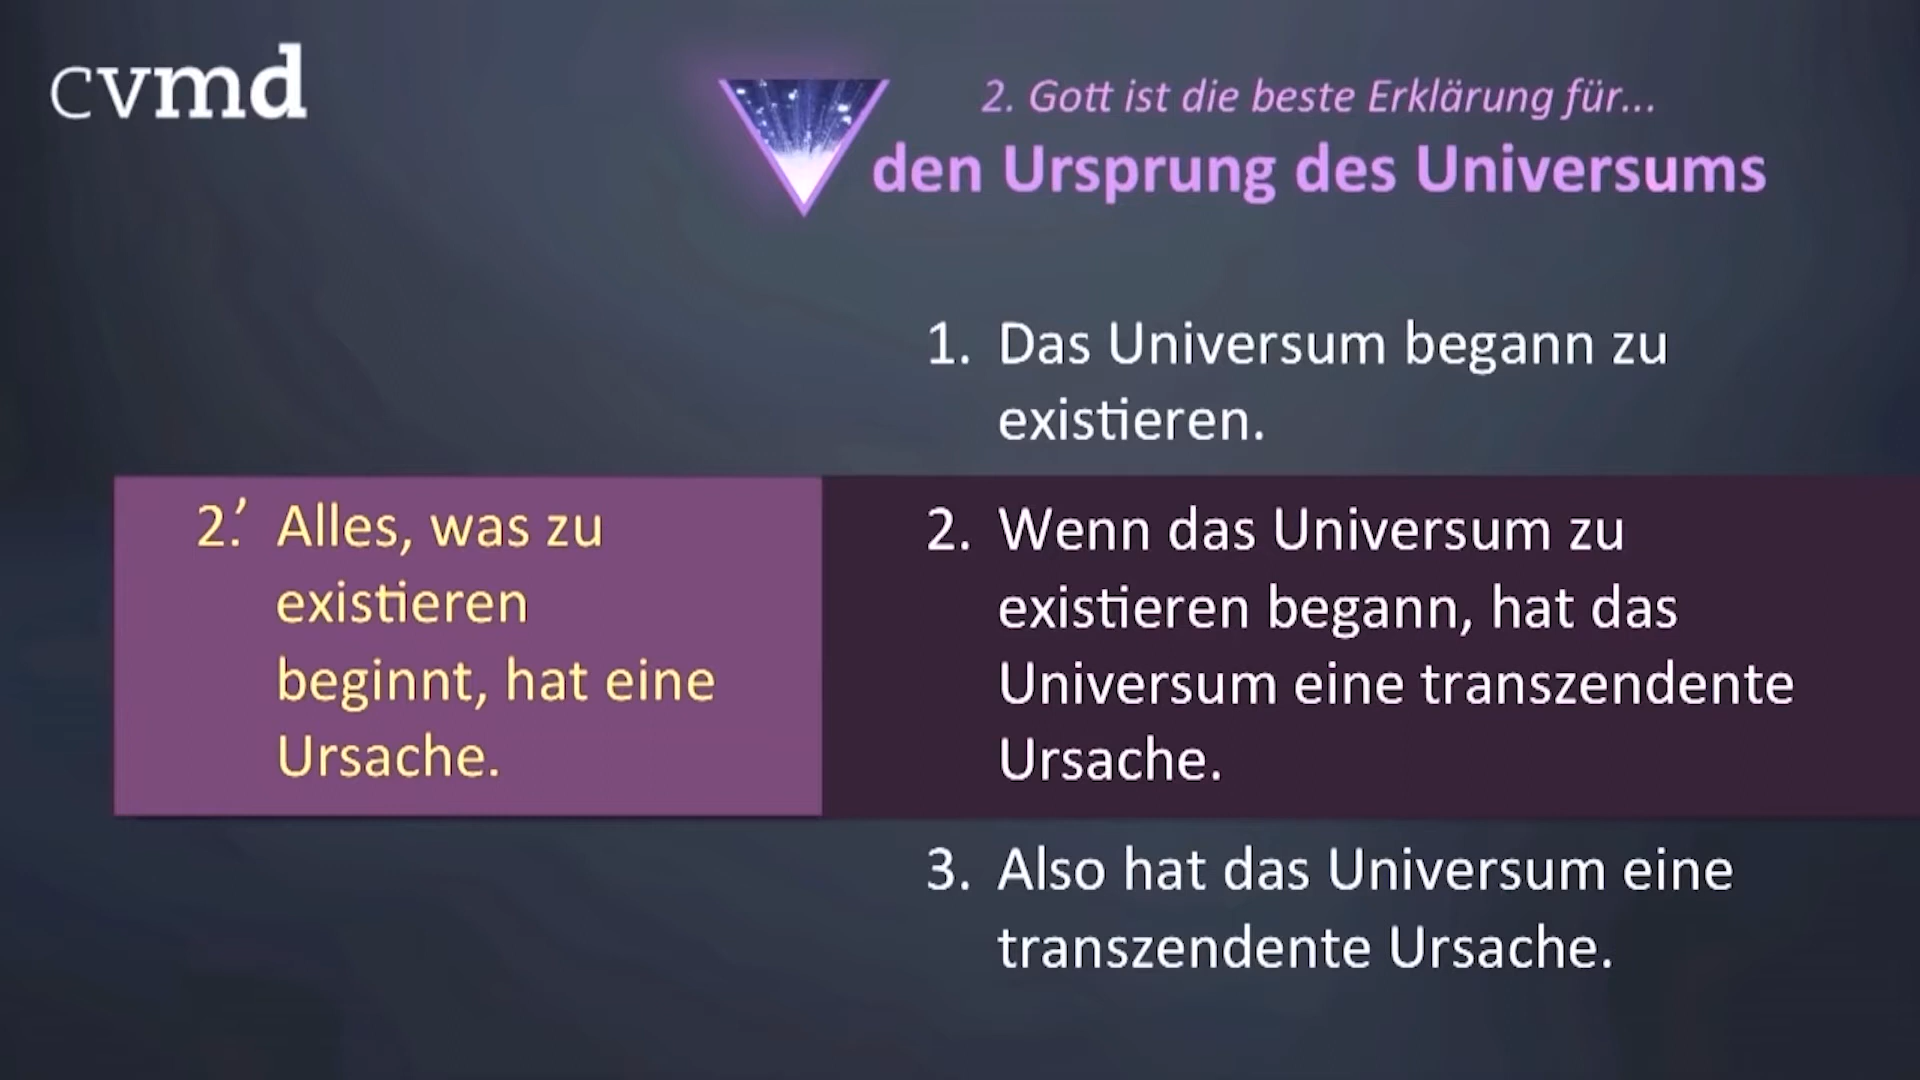 cvmd
2. Gott ist die beste Erklärung für...
den Ursprung des Universums
1. Das Universum begann zu
existieren.
2.’ Alles, was zu
existieren
beginnt, hat eine
Ursache.
2. Wenn das Universum zu
existieren begann, hat das
Universum eine transzendente
Ursache.
3. Also hat das Universum eine
transzendente Ursache.